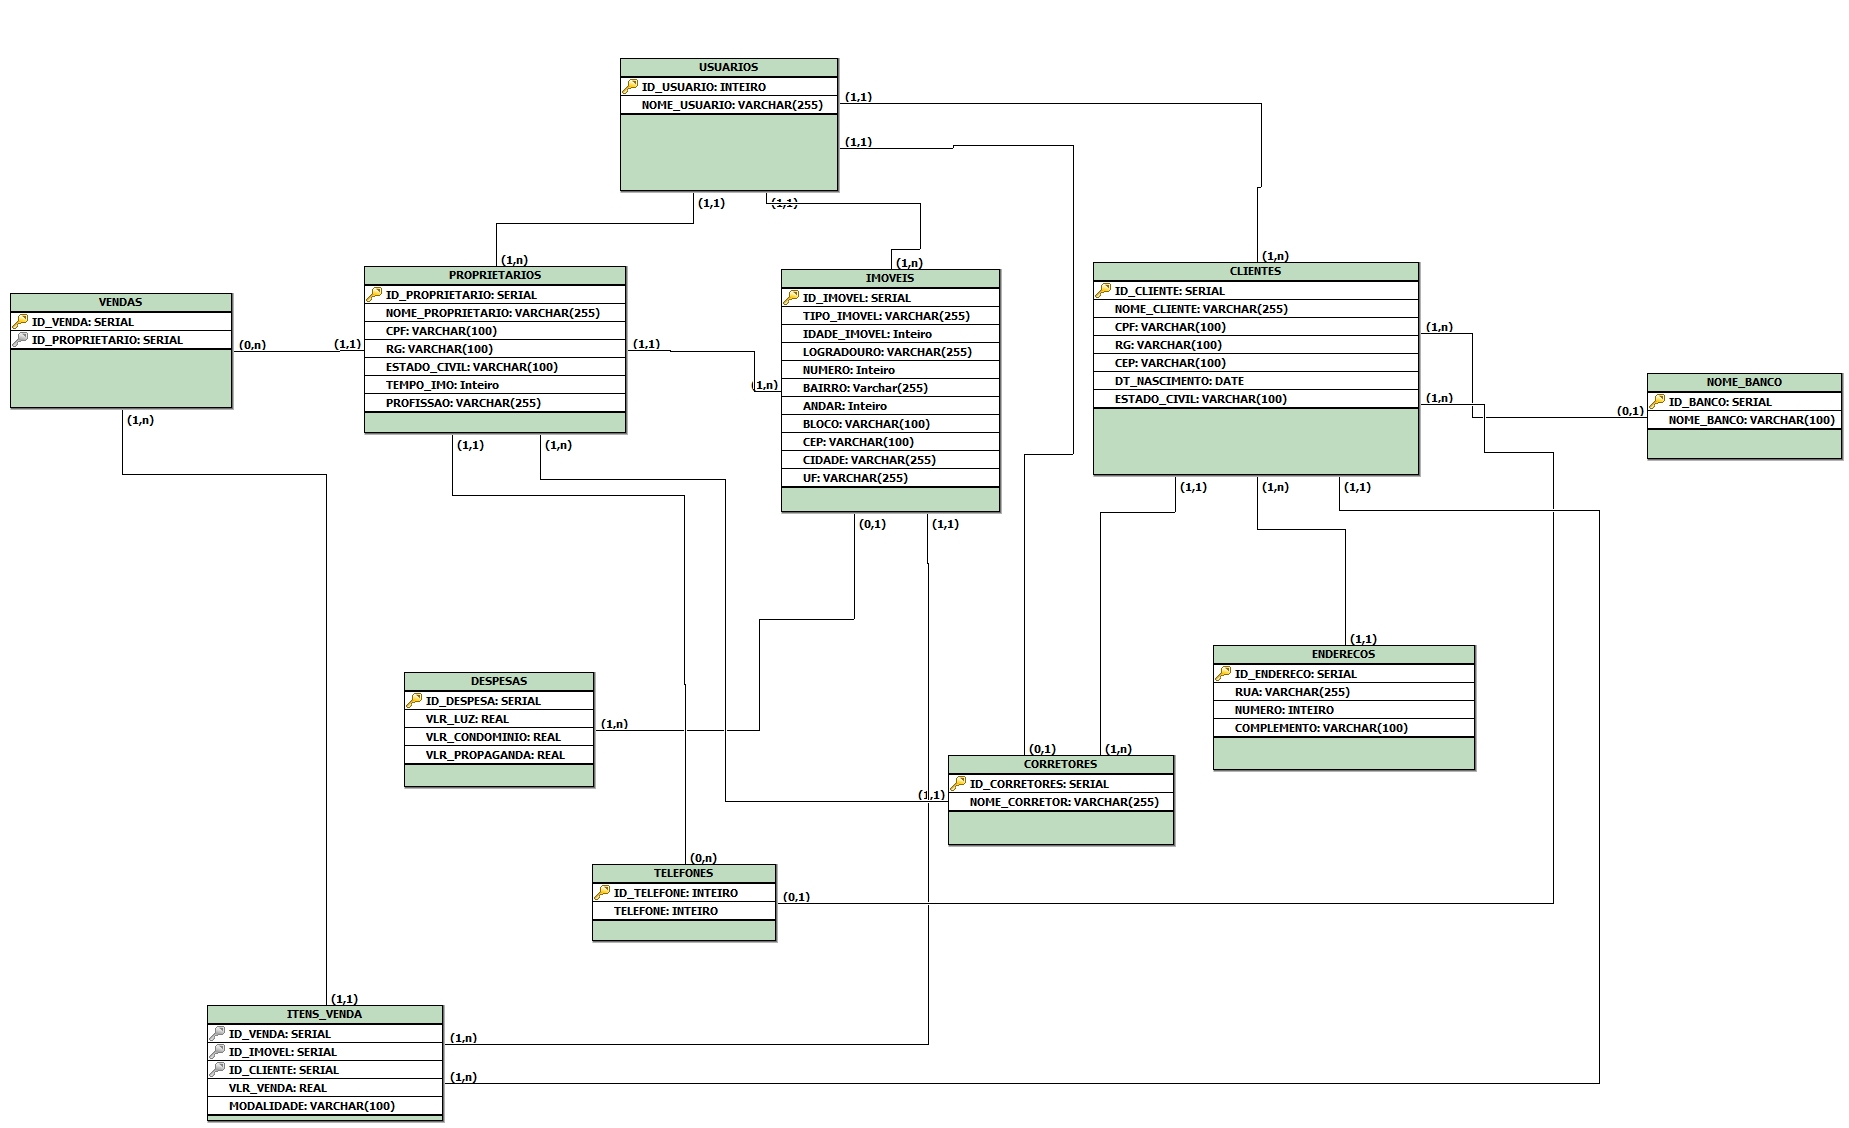 USUARIOS
ID_USUARIO: INTEIRO
NOME_USUARIO: VARCHAR(255)
(1,1)
(1,1)
(1,1)
(1,1)
(1,n)
PROPRIETARIOS
ID_PROPRIETARIO: SERIAL
NOME_PROPRIETARIO: VARCHAR(255)
CPF: VARCHAR(100)
RG: VARCHAR(100)
ESTADO_CIVIL: VARCHAR(100)
TEMPO_IMO: Inteiro
PROFISSAO: VARCHAR(255)
(1,1)
(1,1)
(1,1)
(1,n)
(1,n)
IMOVEIS
ID_IMOVEL: SERIAL
TIPO_IMOVEL: VARCHAR(255)
IDADE_IMOVEL: Inteiro
LOGRADOURO: VARCHAR(255)
NUMERO: Inteiro
BAIRRO: Varchar(255)
ANDAR: Inteiro
BLOCO: VARCHAR(100)
CEP: VARCHAR(100)
CIDADE: VARCHAR(255)
UF: VARCHAR(255)
(1,n)
(0,1)
(1,1)
(1,n)
CLIENTES
ID_CLIENTE: SERIAL
NOME_CLIENTE: VARCHAR(255)
CPF: VARCHAR(100)
RG: VARCHAR(100)
CEP: VARCHAR(100)
DT_NASCIMENTO: DATE
ESTADO_CIVIL: VARCHAR(100)
(1,n)
(1,n)
(1,1)
(1,n)
(1,1)
VENDAS
ID_VENDA: SERIAL
ID_PROPRIETARIO: SERIAL
(0,n)
(1,n)
NOME_BANCO
ID_BANCO: SERIAL
NOME_BANCO: VARCHAR(100)
(0,1)
(1,1)
ENDERECOS
ID_ENDERECO: SERIAL
RUA: VARCHAR(255)
NUMERO: INTEIRO
COMPLEMENTO: VARCHAR(100)
DESPESAS
ID_DESPESA: SERIAL
VLR_LUZ: REAL
VLR_CONDOMINIO: REAL
VLR_PROPAGANDA: REAL
(1,n)
(0,1)
(1,n)
CORRETORES
ID_CORRETORES: SERIAL
NOME_CORRETOR: VARCHAR(255)
(1,1)
(0,n)
TELEFONES
ID_TELEFONE: INTEIRO
TELEFONE: INTEIRO
(0,1)
(1,1)
ITENS_VENDA
ID_VENDA: SERIAL
ID_IMOVEL: SERIAL
ID_CLIENTE: SERIAL
VLR_VENDA: REAL
MODALIDADE: VARCHAR(100)
(1,n)
(1,n)